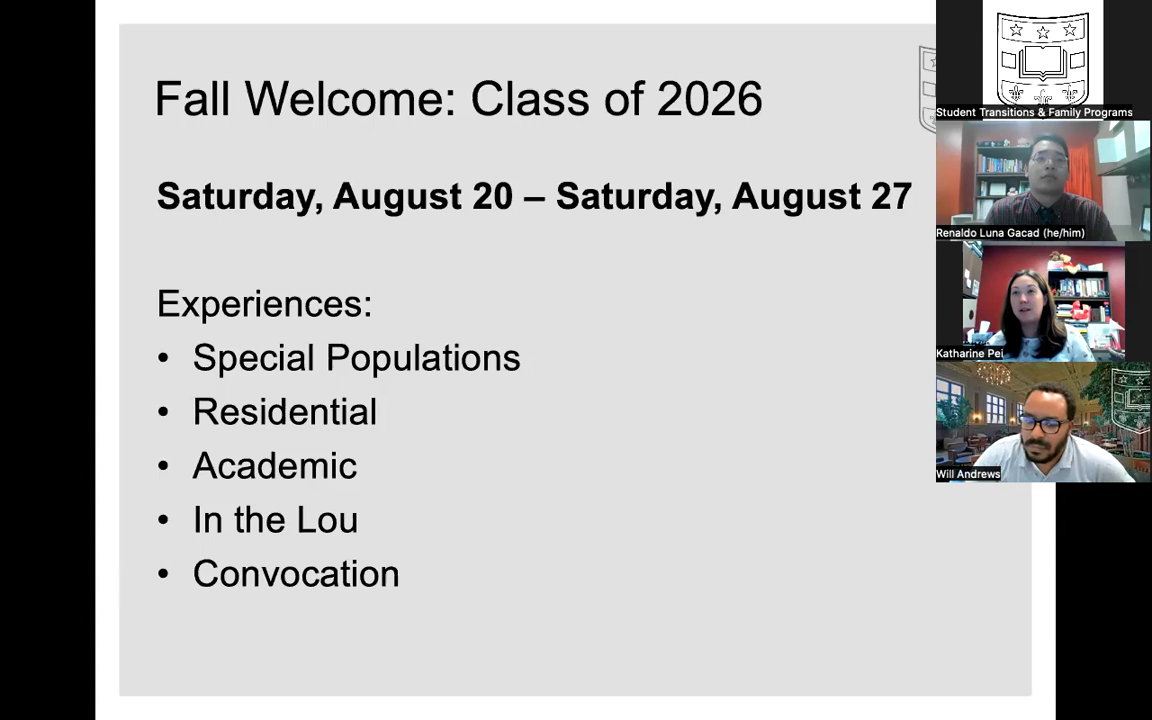 Fall Welcome: Class of 2026
Saturday, August 20 – Saturday, August 27
Experiences:
• Special Populations
• Residential
• Academic
• In the Lou
• Convocation
Student Transitions & Family Programs
Renaldo Luna Gacad (he/him)
Katharine Pei
Will Andrews